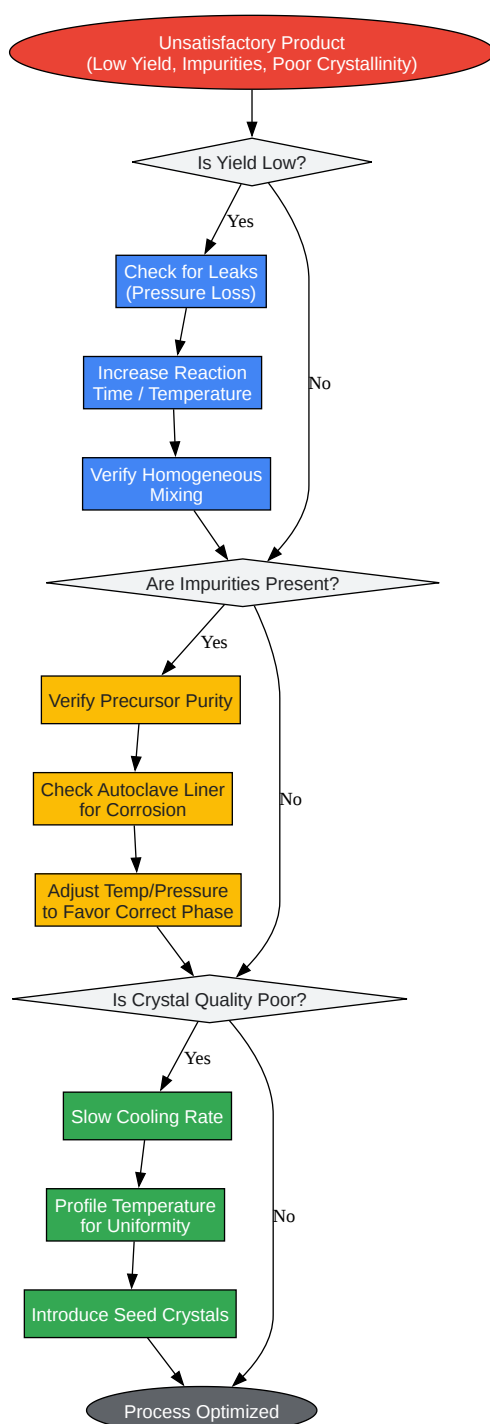 Unsatisfactory Product
(Low Yield, Impurities, Poor Crystallinity)
Is Yield Low?
Yes
Check for Leaks
(Pressure Loss)
Increase Reaction
Time / Temperature
No
Verify Homogeneous
Mixing
Are Impurities Present?
Yes
Verify Precursor Purity
Check Autoclave Liner
for Corrosion
No
Adjust Temp/Pressure
to Favor Correct Phase
Is Crystal Quality Poor?
Yes
Slow Cooling Rate
Profile Temperature
for Uniformity
No
Introduce Seed Crystals
Process Optimized